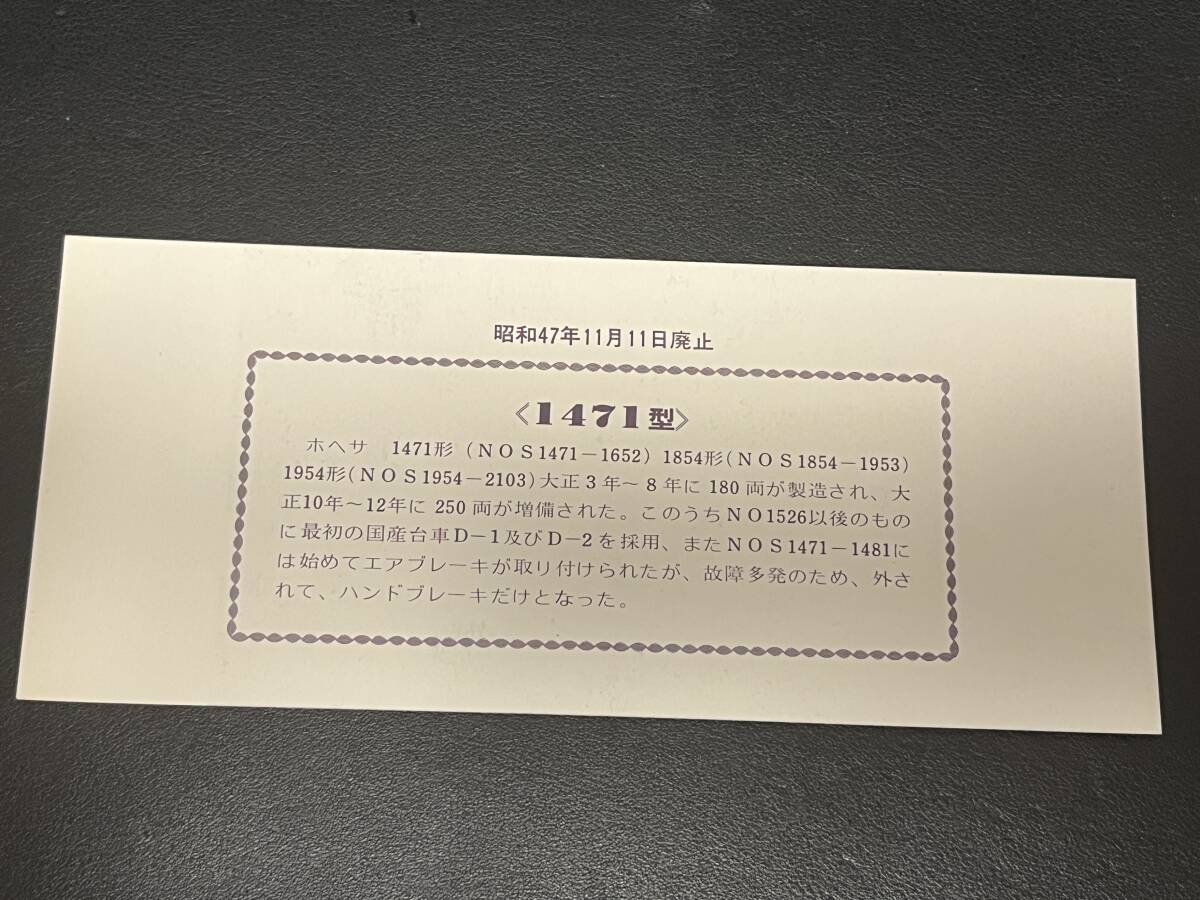 昭和47年11月11日廃止
〈1471型〉
ホヘサ 1471形(NOS1471-1652)1854形(NOS1854-1953)
1954形(NOS1954-2103)大正3年~8年に180両が製造され、大
正10年~12年に250両が増備された。このうちNO1526以後のもの
に最初の国産台車D-1及びD-2を採用、またNOS1471-1481に
は始めてエアブレーキが取り付けられたが、故障多発のため、外さ
れて、ハンドブレーキだけとなった。